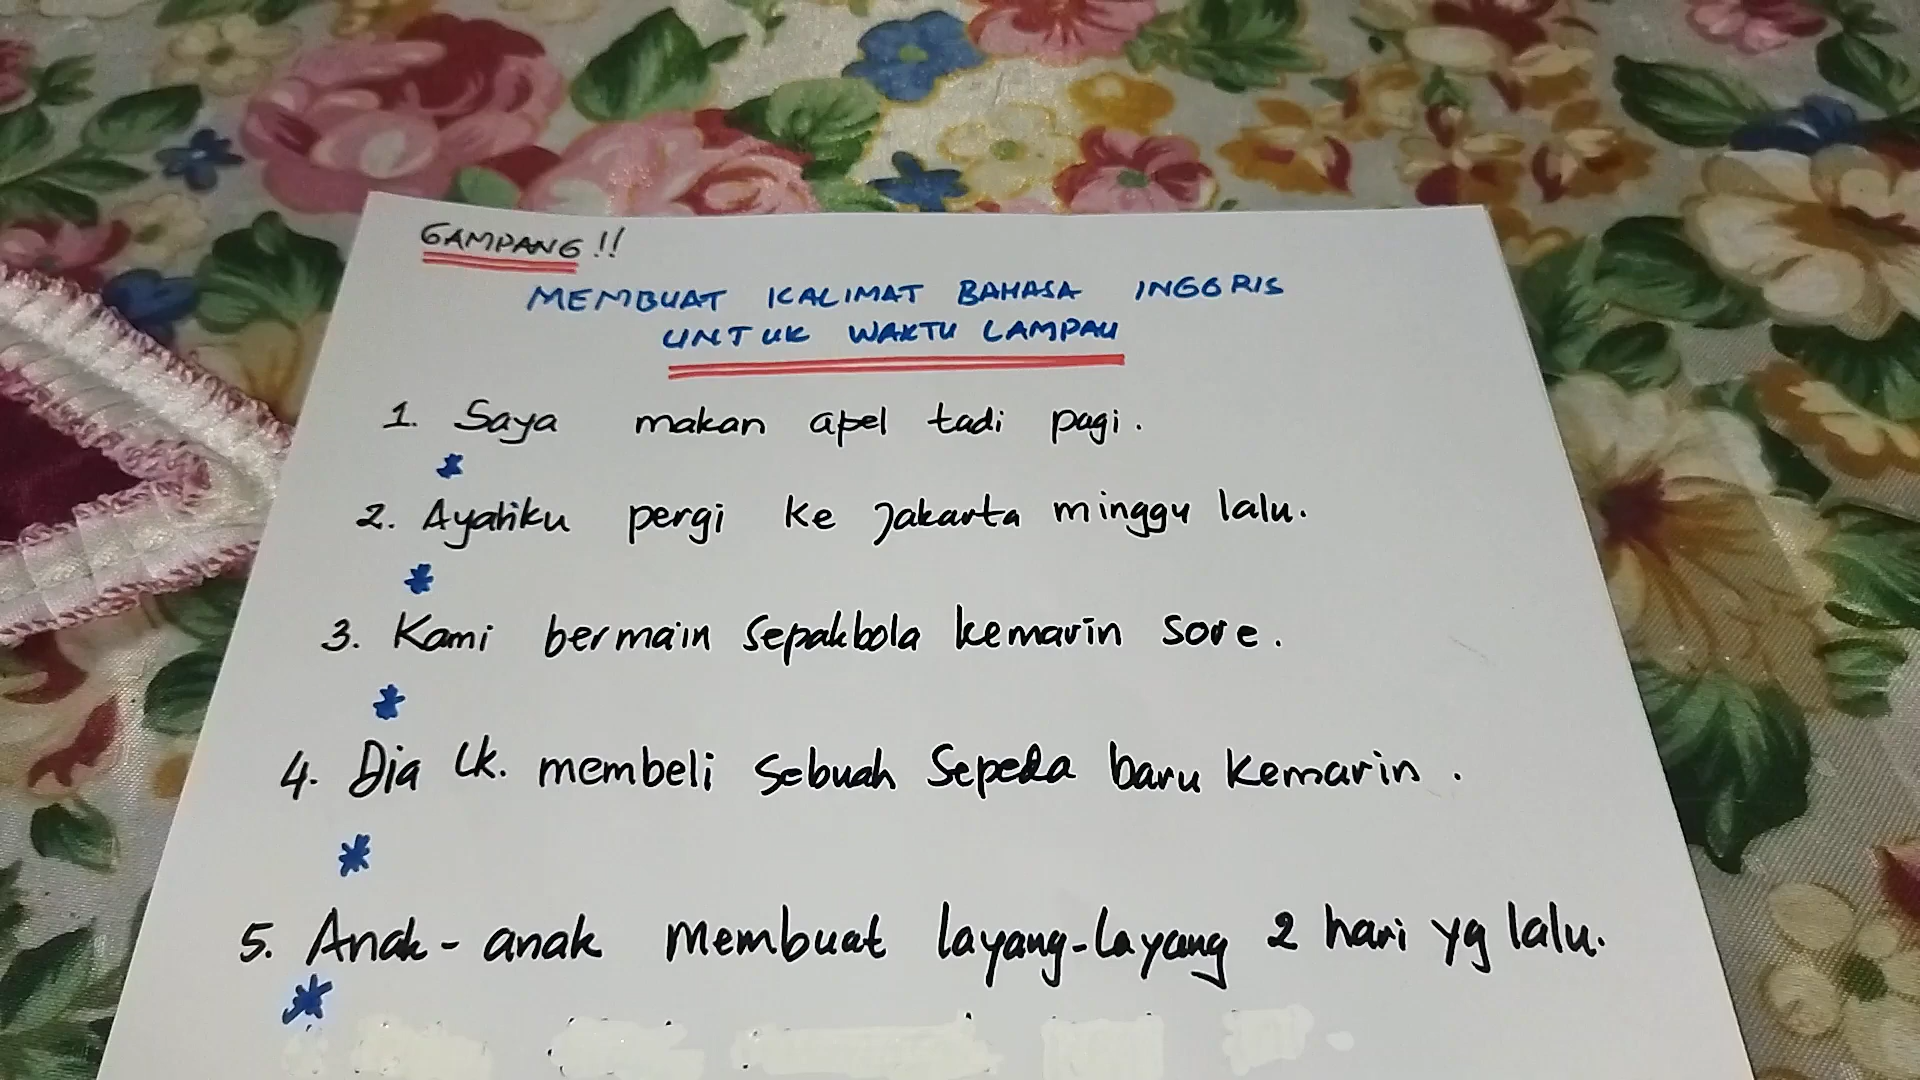 GAMPANG !!
MEMBUAT KALIMAT BAHASA INGGRIS
UNTUK WAKTU LAMPAU
1. Saya makan apel tadi pagi.
*
2. Ayahku pergi ke Jakarta minggu lalu.
*
3. Kami bermain sepakbola kemarin sore.
*
4. Dia lk. membeli sebuah sepeda baru kemarin.
*
5. Anak-anak membuat layang-layang 2 hari yg lalu.
*